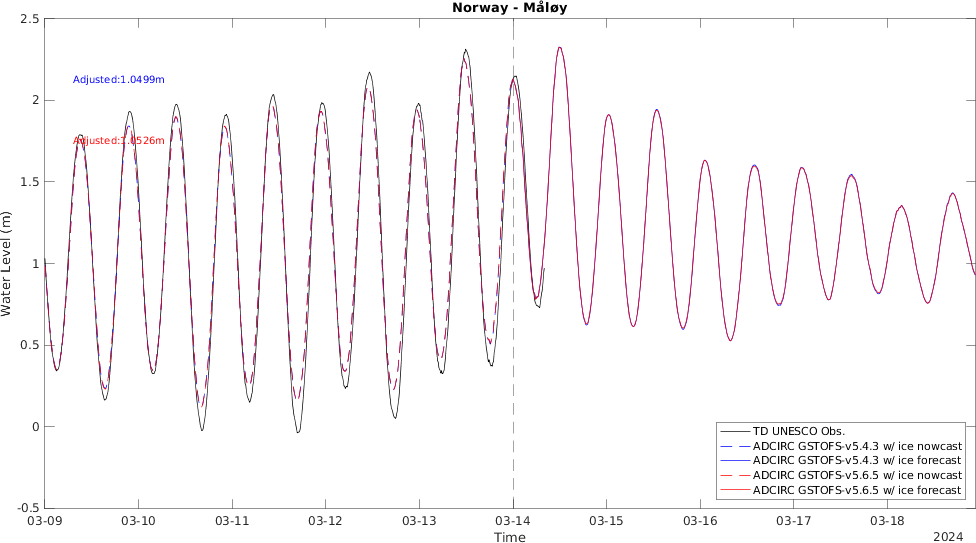 Norway - Måløy
2.5
2
1.5
1
0.5
0
-0.5
Water Level (m)
Adjusted:1.0499m
Adjusted:1.0526m
TD UNESCO Obs.
ADCIRC GSTOFS-v5.4.3 w/ ice nowcast
ADCIRC GSTOFS-v5.4.3 w/ ice forecast
ADCIRC GSTOFS-v5.6.5 w/ ice nowcast
ADCIRC GSTOFS-v5.6.5 w/ ice forecast
03-09 03-10 03-11 03-12 03-13 03-14 03-15 03-16 03-17 03-18
Time
2024